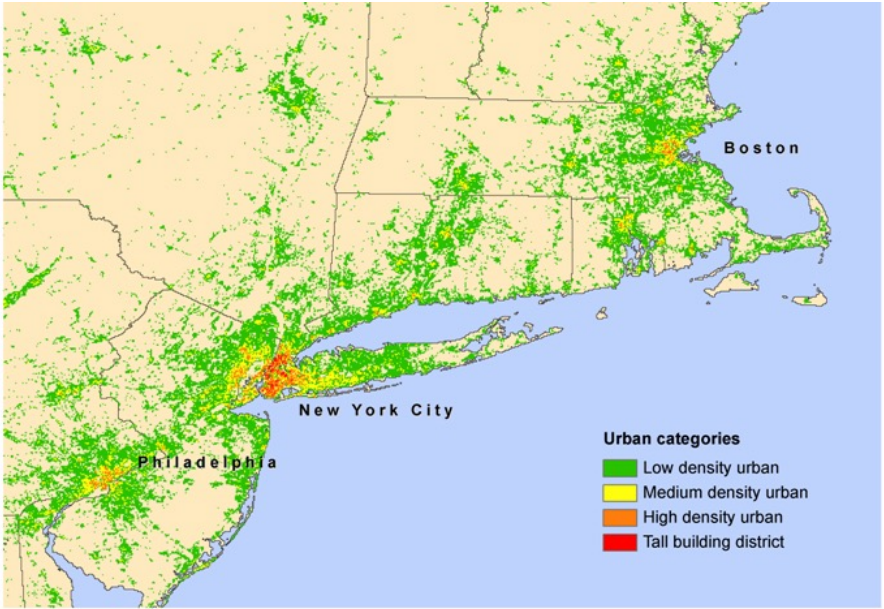 Boston
New York City
Philadelphia
Urban categories
Low density urban
Medium density urban
High density urban
Tall building district